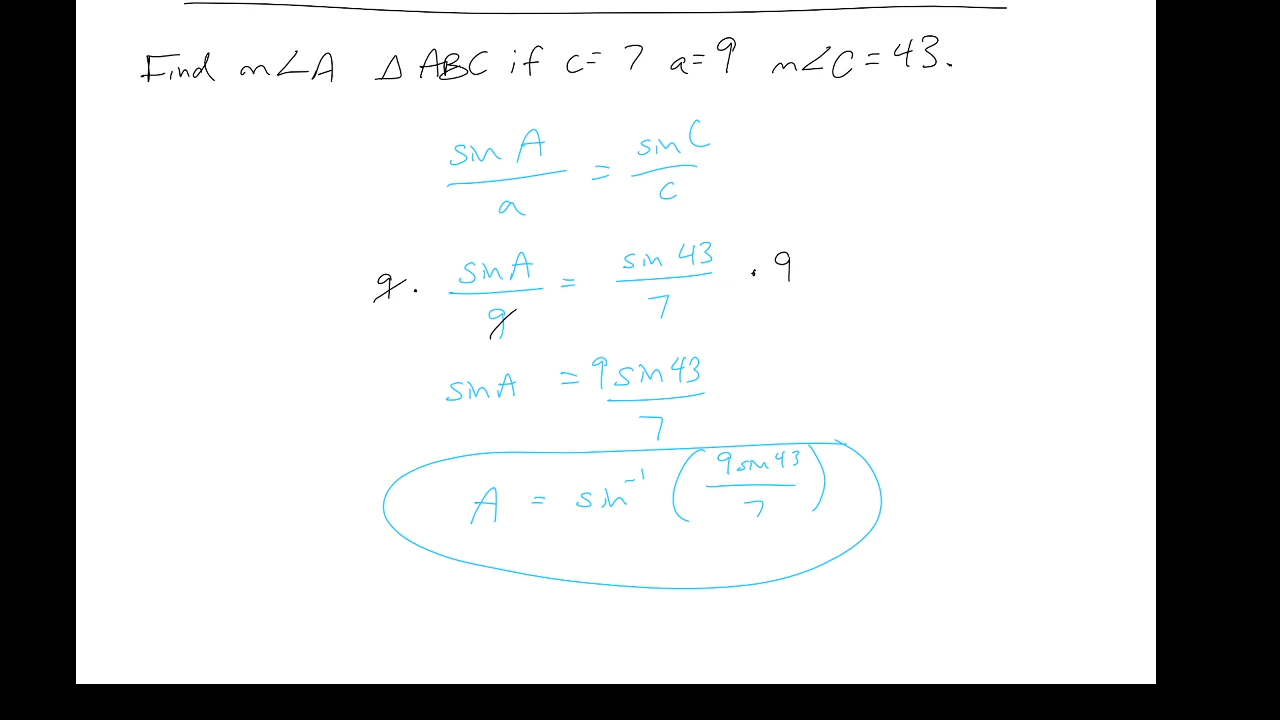 Find m∠A △ABC if c= 7 a=9 m∠C=43.
sin A / a = sin C / c
9 · sin A / 9 = sin 43 / 7 · 9
sin A = 9 sin 43 / 7
A = sin⁻¹ (9 sin 43 / 7)